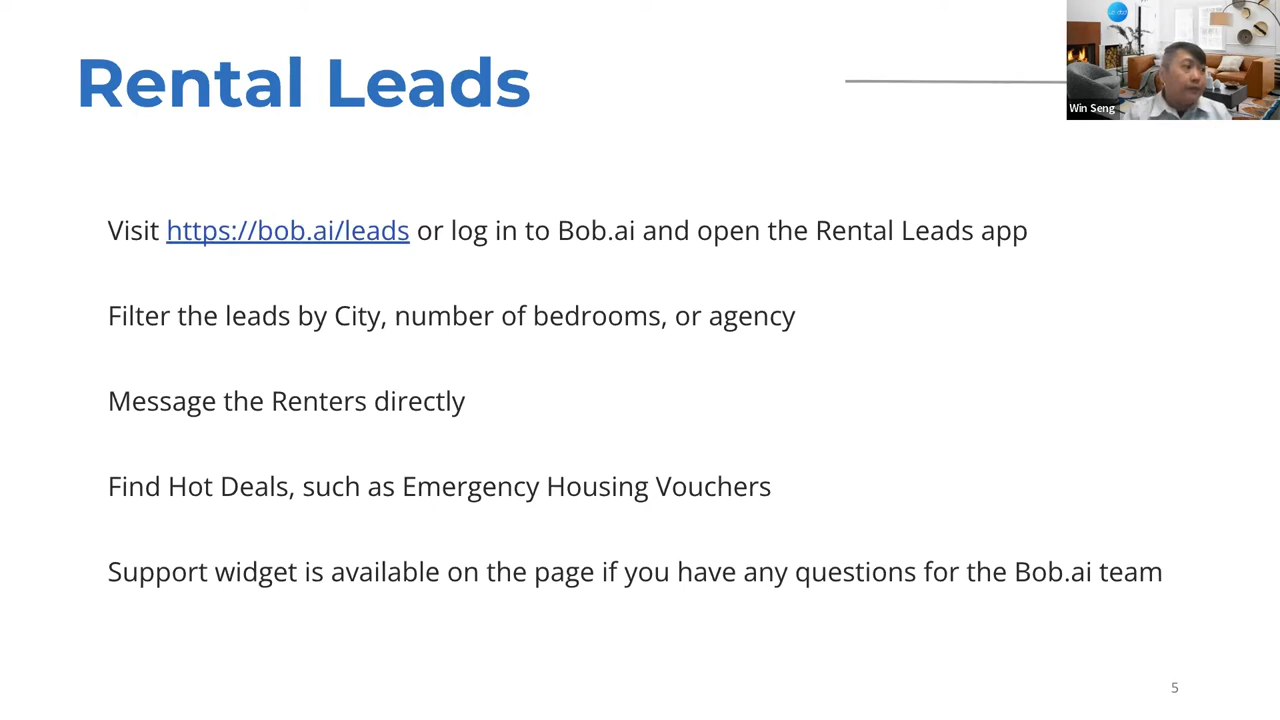 Rental Leads
Win Seng
Visit https://bob.ai/leads or log in to Bob.ai and open the Rental Leads app
Filter the leads by City, number of bedrooms, or agency
Message the Renters directly
Find Hot Deals, such as Emergency Housing Vouchers
Support widget is available on the page if you have any questions for the Bob.ai team
5